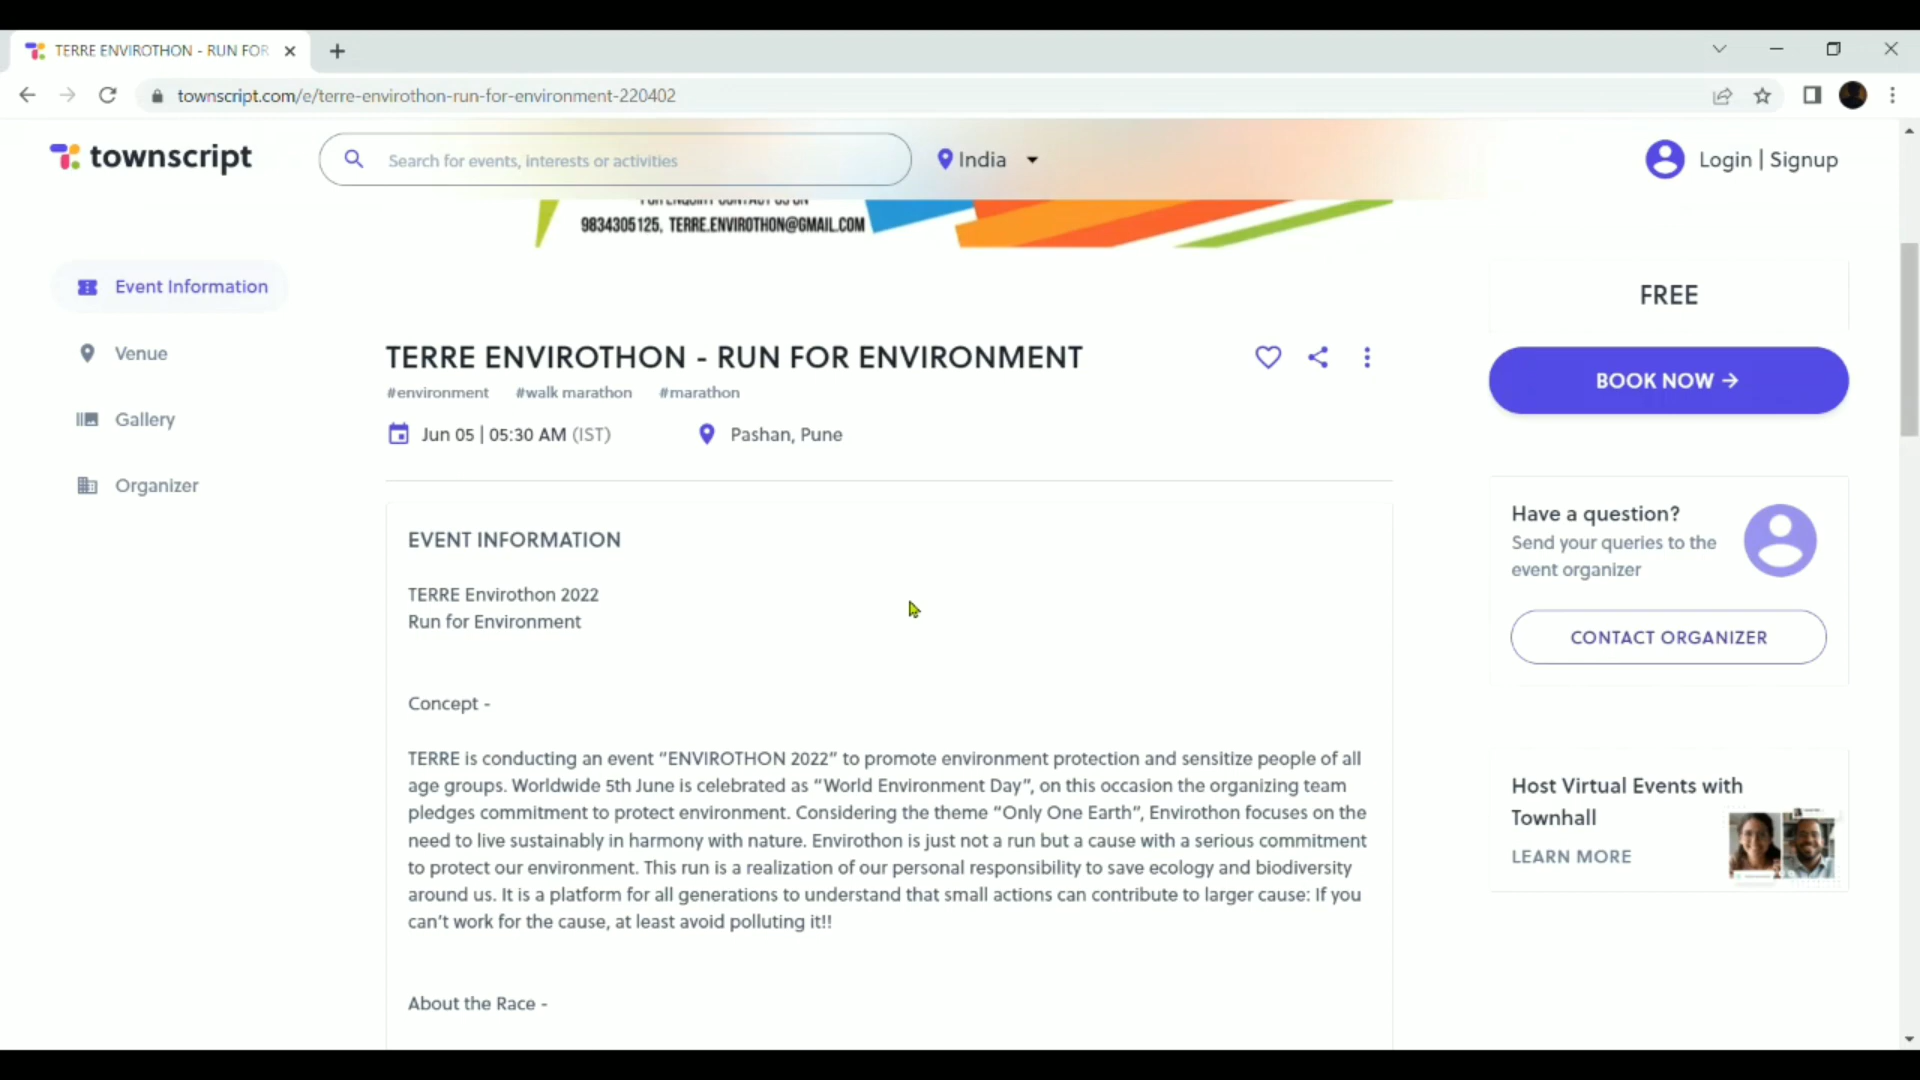 TERRE ENVIROTHON - RUN FOR
townscript.com/e/terre-envirothon-run-for-environment-220402
townscript
Search for events, interests or activities
India
Login | Signup
FOR ENQUIRY CONTACT US ON
9834305125, TERRE.ENVIROTHON@GMAIL.COM
Event Information
Venue
Gallery
Organizer
TERRE ENVIROTHON - RUN FOR ENVIRONMENT
#environment #walk marathon #marathon
Jun 05 | 05:30 AM (IST)
Pashan, Pune
EVENT INFORMATION
TERRE Envirothon 2022
Run for Environment
Concept -
TERRE is conducting an event “ENVIROTHON 2022” to promote environment protection and sensitize people of all
age groups. Worldwide 5th June is celebrated as “World Environment Day”, on this occasion the organizing team
pledges commitment to protect environment. Considering the theme “Only One Earth”, Envirothon focuses on the
need to live sustainably in harmony with nature. Envirothon is just not a run but a cause with a serious commitment
to protect our environment. This run is a realization of our personal responsibility to save ecology and biodiversity
around us. It is a platform for all generations to understand that small actions can contribute to larger cause: If you
can’t work for the cause, at least avoid polluting it!!
About the Race -
FREE
BOOK NOW →
Have a question?
Send your queries to the
event organizer
CONTACT ORGANIZER
Host Virtual Events with
Townhall
LEARN MORE